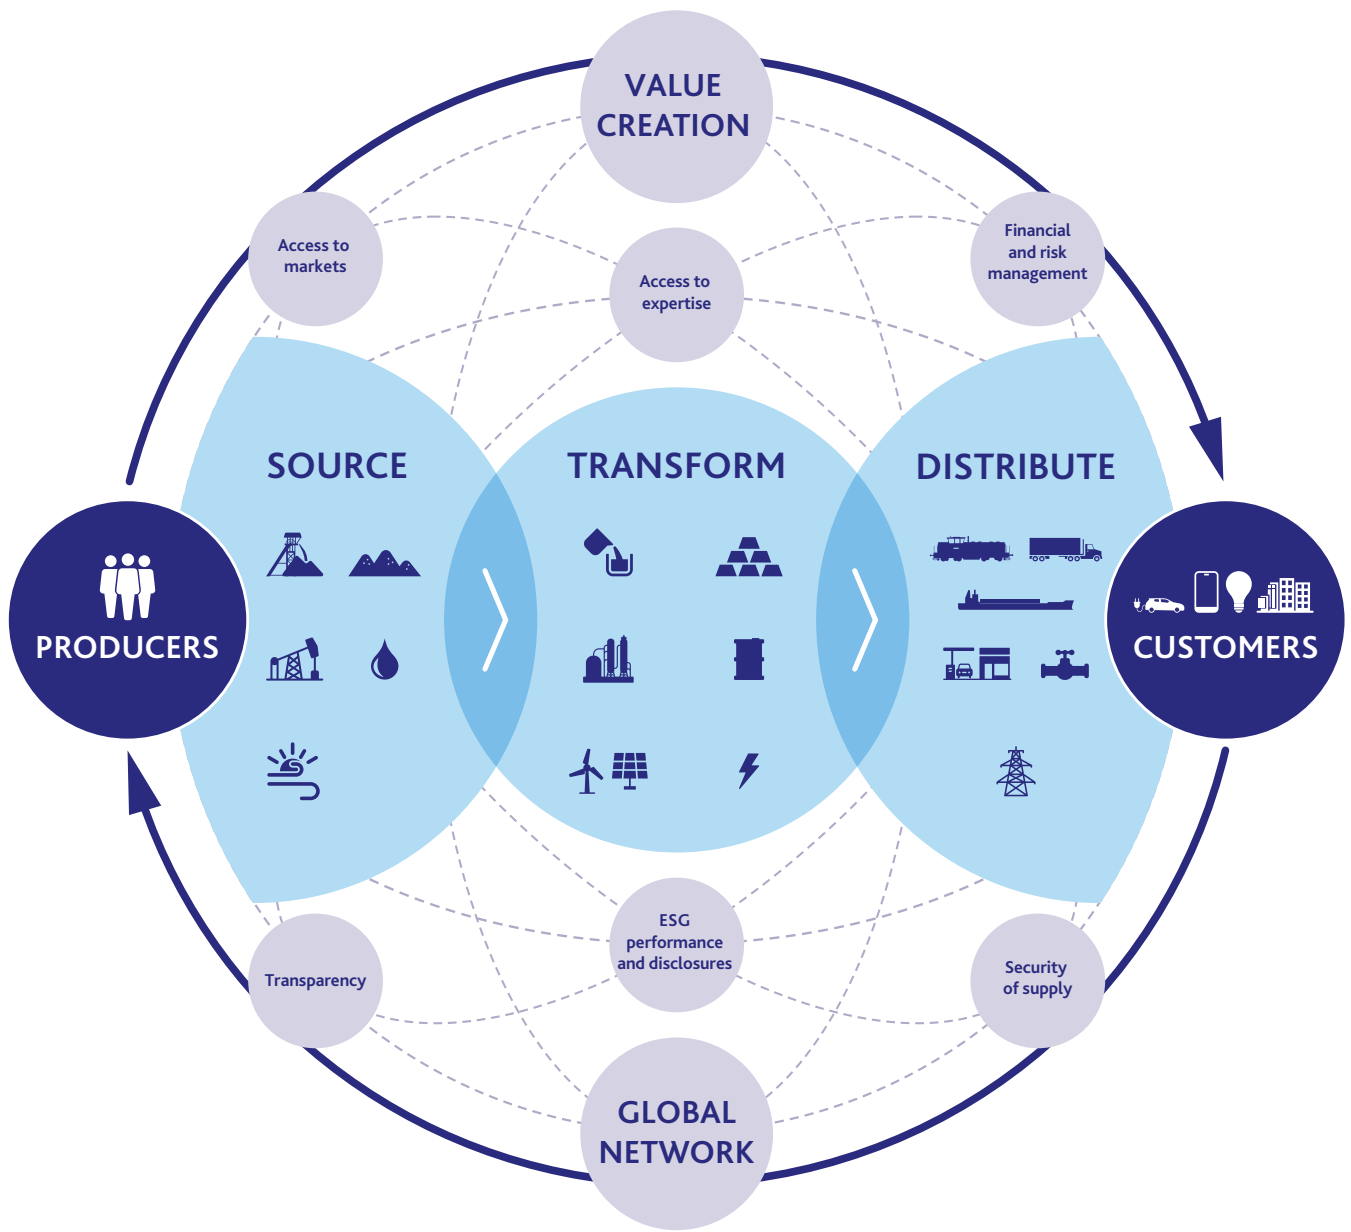 VALUE
CREATION
Access to
markets
Financial
and risk
management
Access to
expertise
SOURCE
TRANSFORM
DISTRIBUTE
PRODUCERS
CUSTOMERS
ESG
performance
and disclosures
Transparency
Security
of supply
GLOBAL
NETWORK